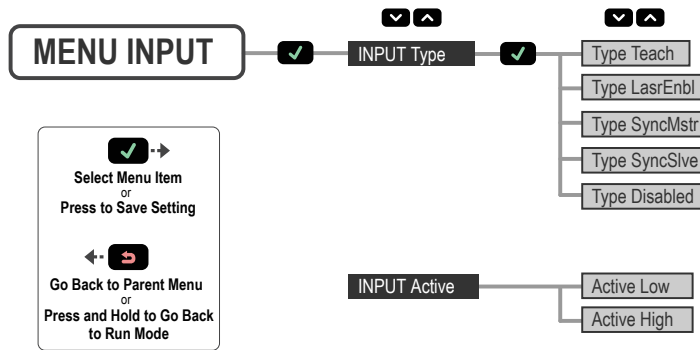 MENU INPUT
INPUT Type
Type Teach
Type LasrEnbl
Type SyncMstr
Type SyncSlve
Type Disabled
Select Menu Item
or
Press to Save Setting
Go Back to Parent Menu
or
Press and Hold to Go Back
to Run Mode
INPUT Active
Active Low
Active High